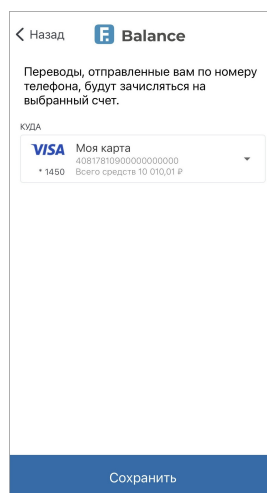 Назад
F. Balance
Переводы, отправленные вам по номеру
телефона, будут зачисляться на
выбранный счет.
КУДА
VISA Моя карта
40817810900000000000
* 1450 Всего средств 10 010,01 ₽
Сохранить